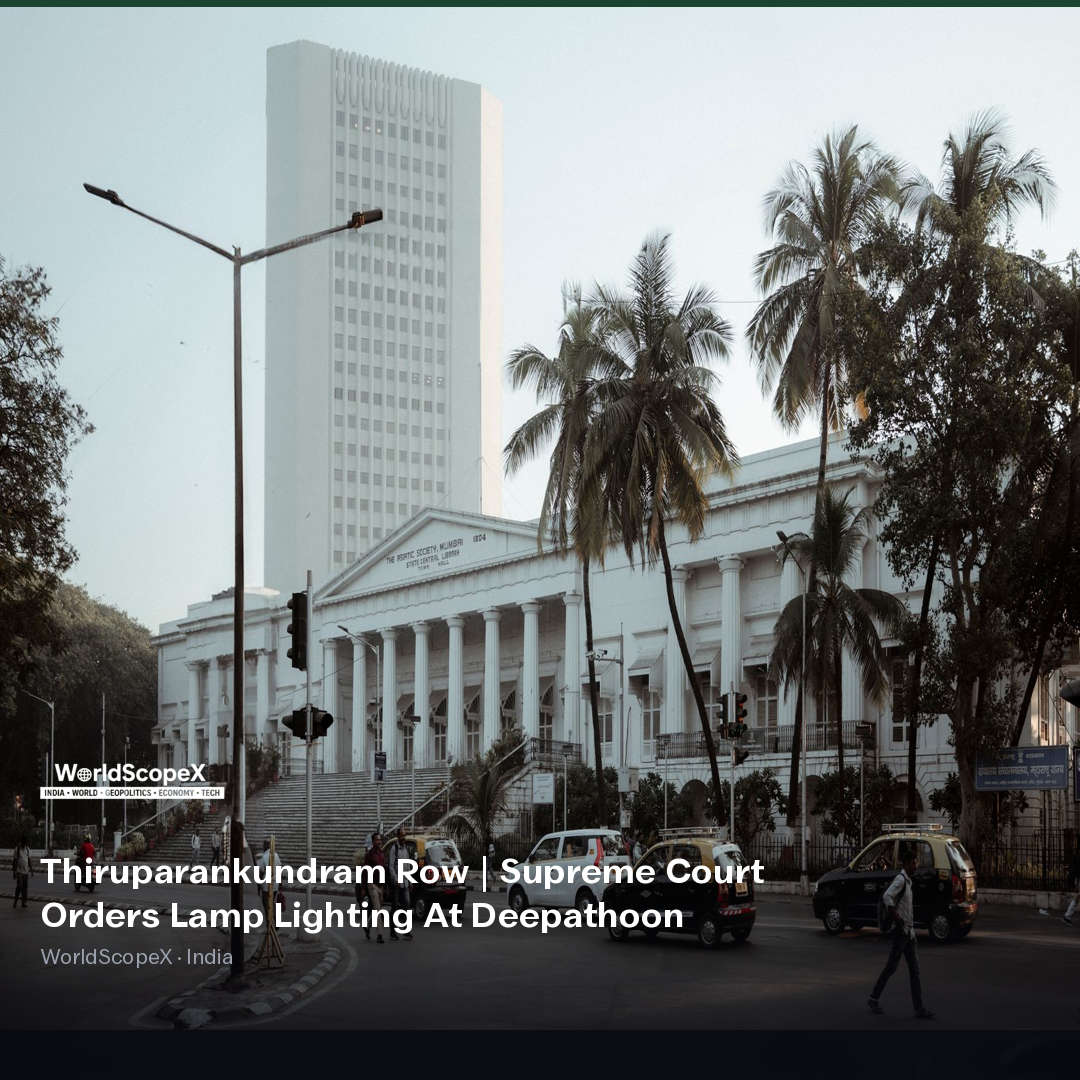 THE ASIATIC SOCIETY, MUMBAI 1804
STATE CENTRAL LIBRARY
TOWN HALL
WorldScopeX
INDIA • WORLD • GEOPOLITICS • ECONOMY • TECH
Thiruparankundram Row | Supreme Court
Orders Lamp Lighting At Deepathoon
WorldScopeX · India